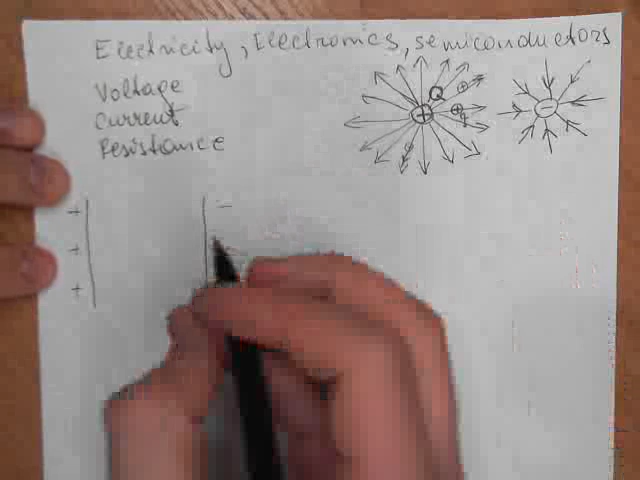 Electricity, Electronics, semiconductors
Voltage
Current
Resistance
Q
+
+
+
q
-
+
-
+
-
+